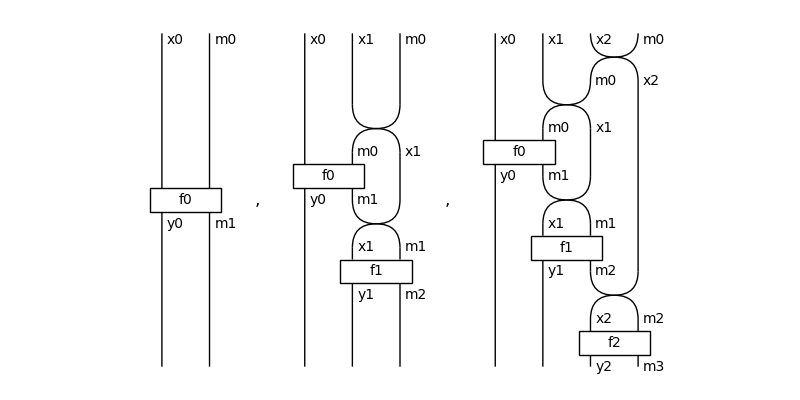 x0 m0 x0 x1 m0 x0 x1 x2 m0
m0 x2
m0 x1
m0 x1 f0
f0 y0 m1
f0 , y0 m1 , 
y0 m1 x1 m1
x1 m1 f1
f1 y1 m2
y1 m2
x2 m2
f2
y2 m3